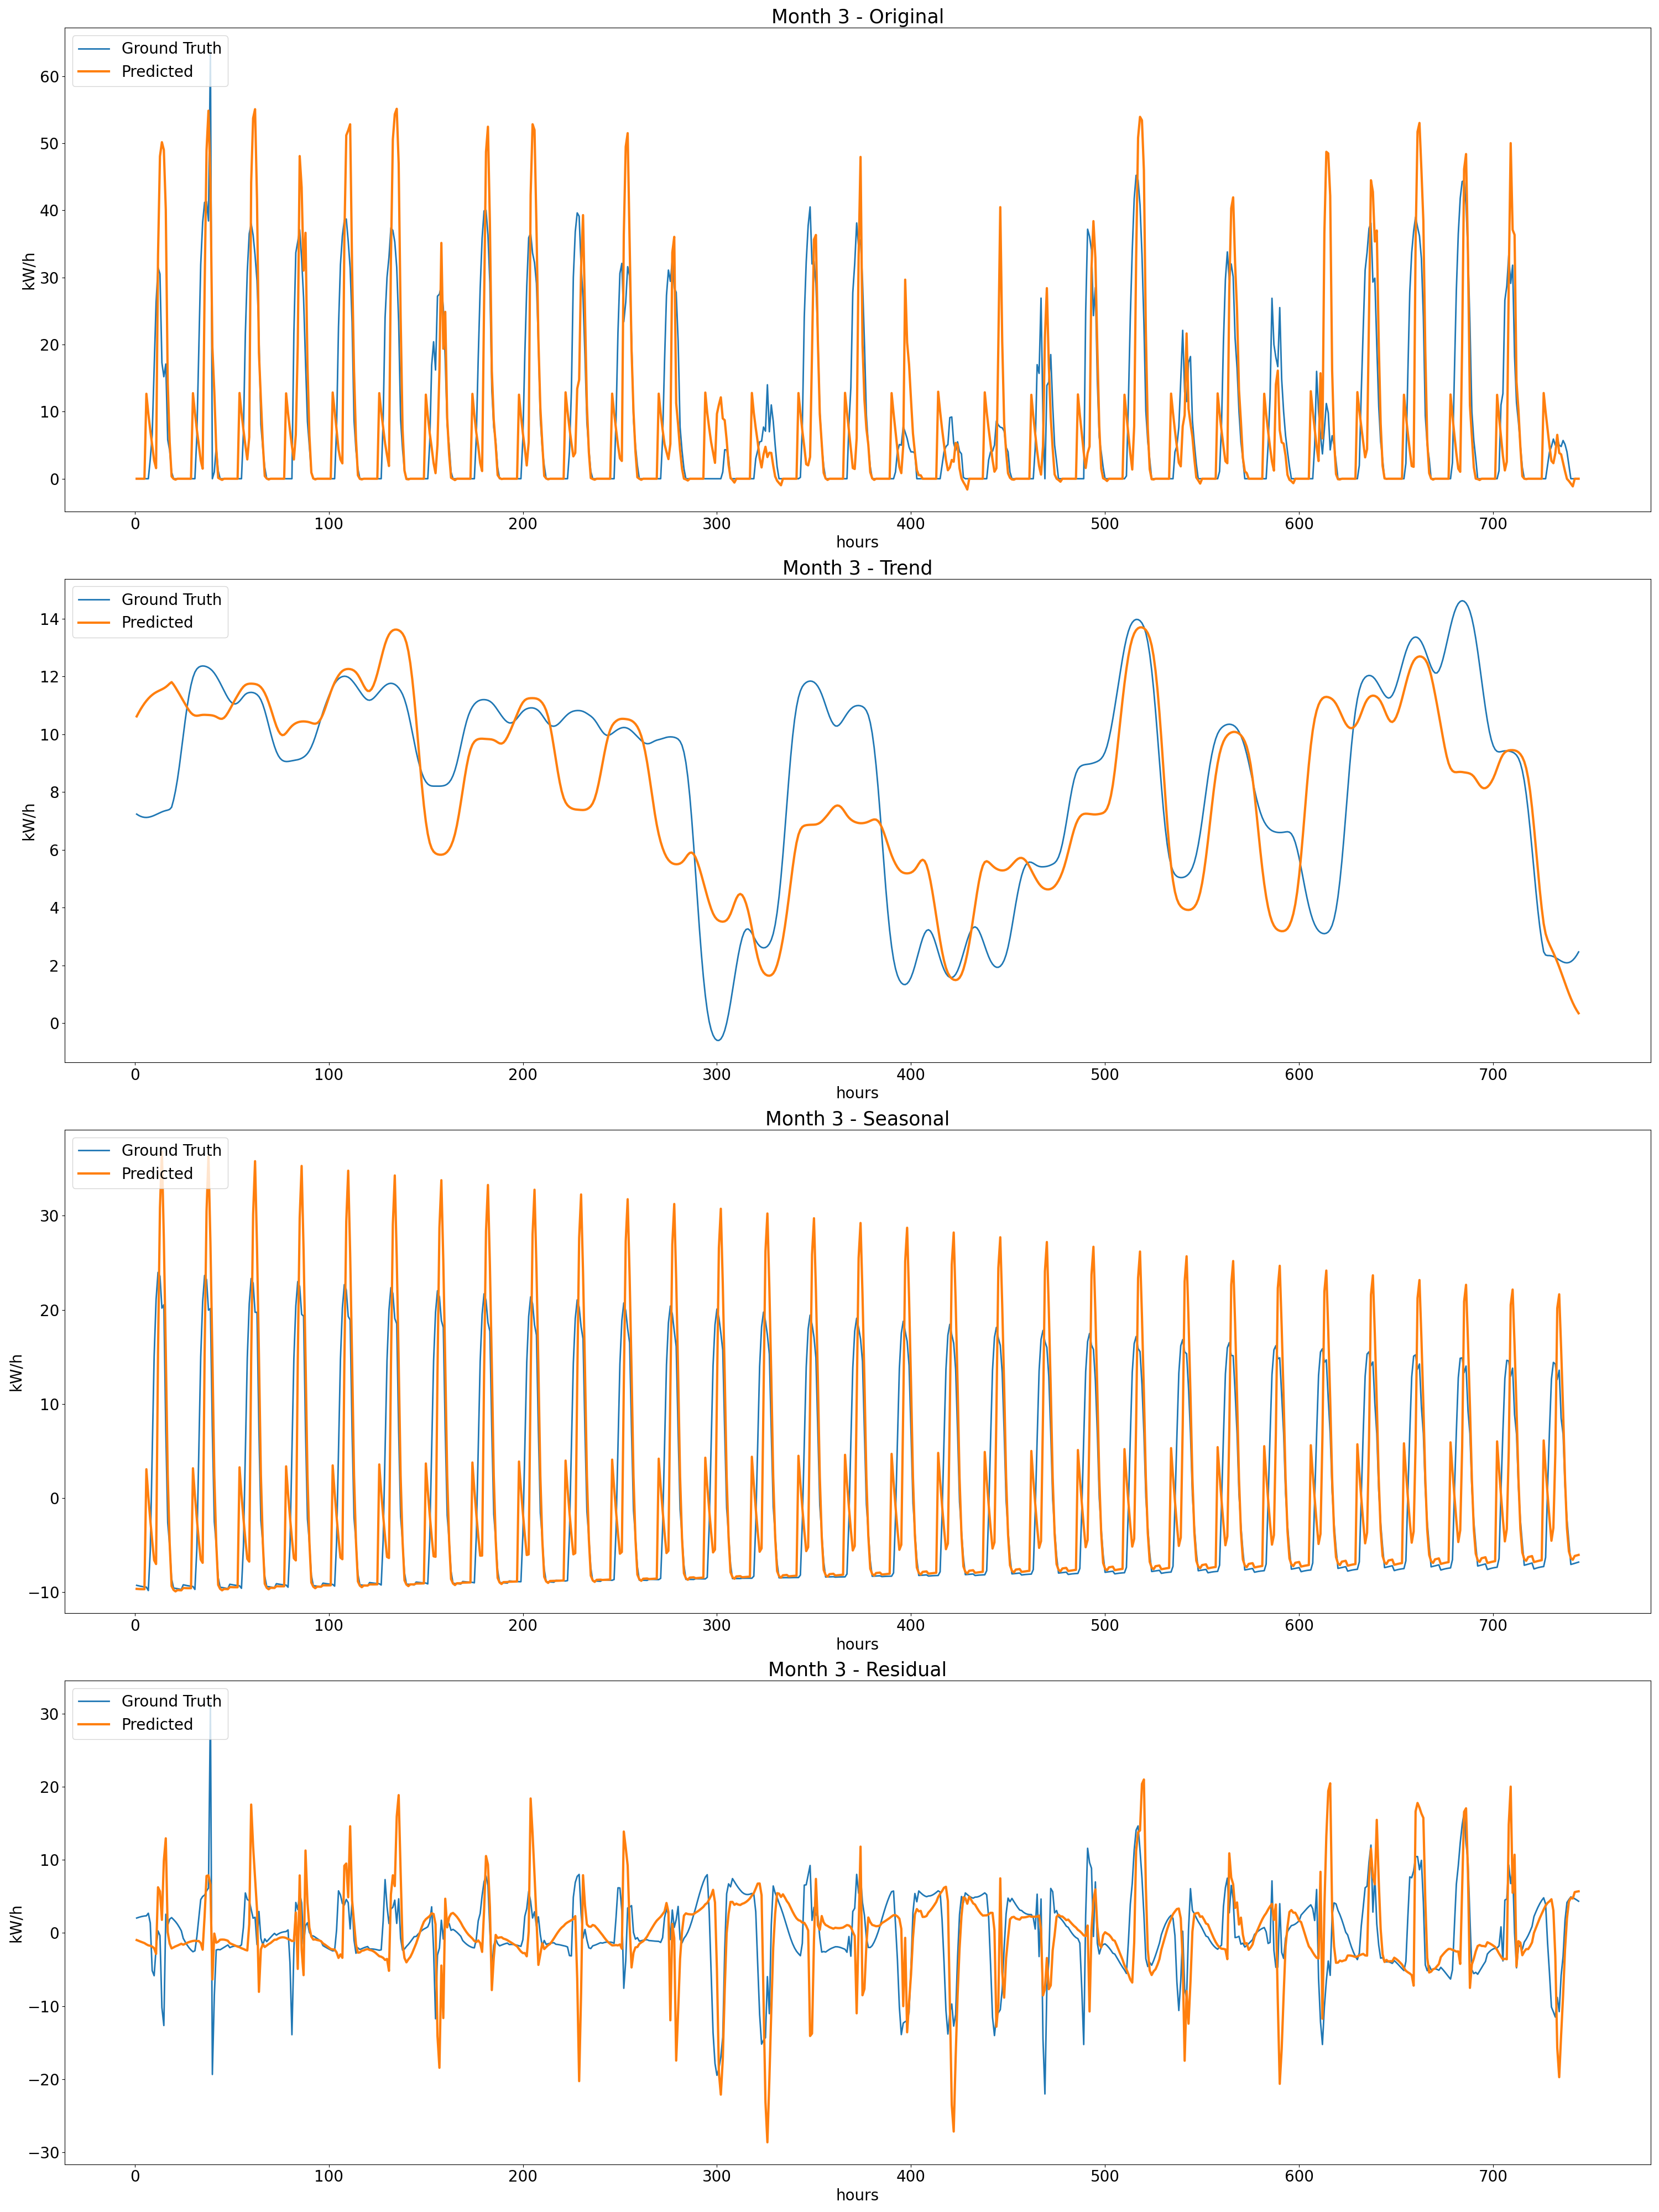 Month 3 - Original
Ground Truth
Predicted
60
50
40
30
20
10
0
kW/h
0 100 200 300 400 500 600 700
hours
Month 3 - Trend
Ground Truth
Predicted
14
12
10
8
6
4
2
0
kW/h
0 100 200 300 400 500 600 700
hours
Month 3 - Seasonal
Ground Truth
Predicted
30
20
10
0
−10
kW/h
0 100 200 300 400 500 600 700
hours
Month 3 - Residual
Ground Truth
Predicted
30
20
10
0
−10
−20
−30
kW/h
0 100 200 300 400 500 600 700
hours